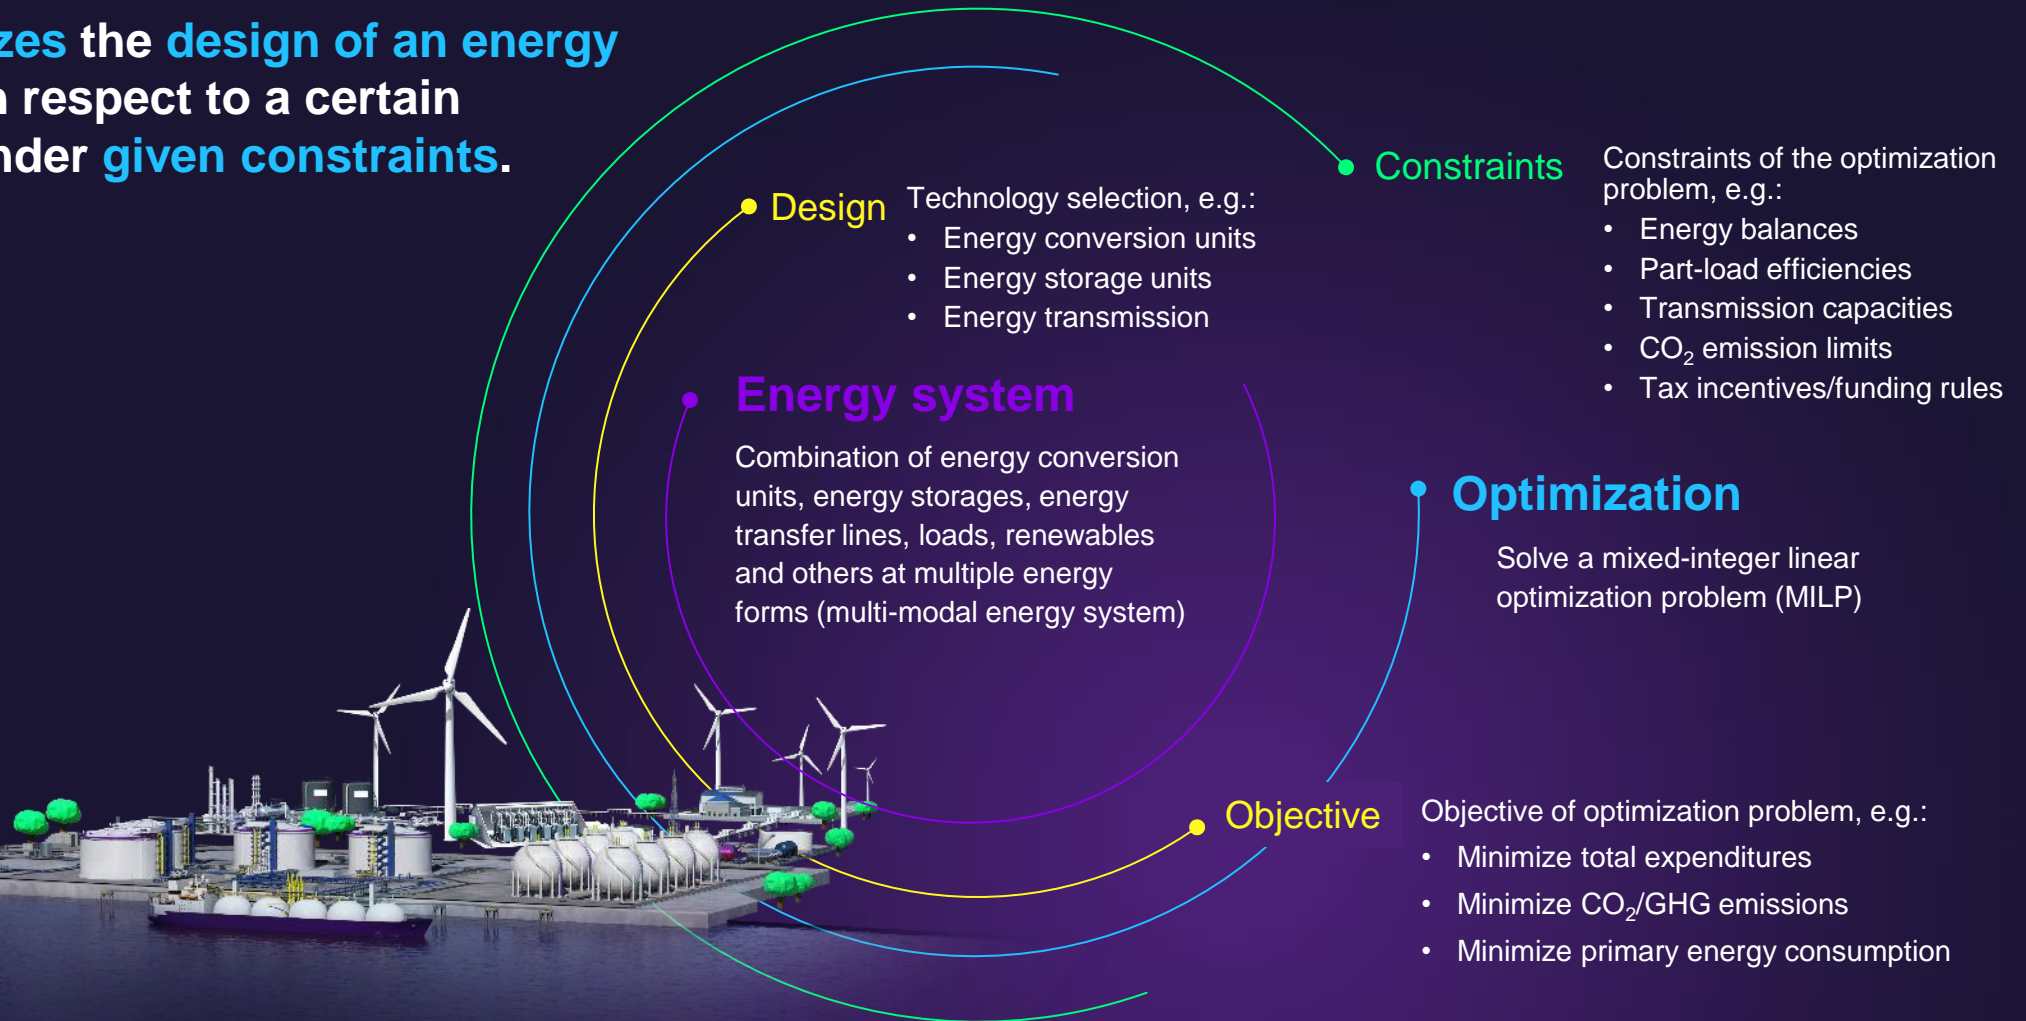 the design of an energy
respect to a certain
given constraints.
Design
Technology selection, e.g.:
• Energy conversion units
• Energy storage units
• Energy transmission
Constraints
Constraints of the optimization
problem, e.g.:
• Energy balances
• Part-load efficiencies
• Transmission capacities
• CO₂ emission limits
• Tax incentives/funding rules
Energy system
Combination of energy conversion
units, energy storages, energy
transfer lines, loads, renewables
and others at multiple energy
forms (multi-modal energy system)
Optimization
Solve a mixed-integer linear
optimization problem (MILP)
Objective
Objective of optimization problem, e.g.:
• Minimize total expenditures
• Minimize CO₂/GHG emissions
• Minimize primary energy consumption